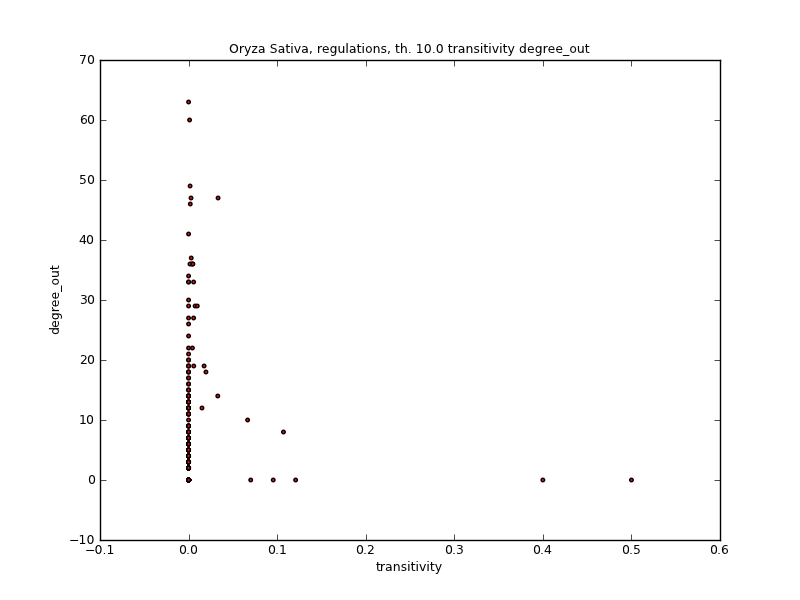 Oryza Sativa, regulations, th. 10.0 transitivity degree_out
70
60
50
40
30
20
10
0
−10
degree_out
−0.1 0.0 0.1 0.2 0.3 0.4 0.5 0.6
transitivity